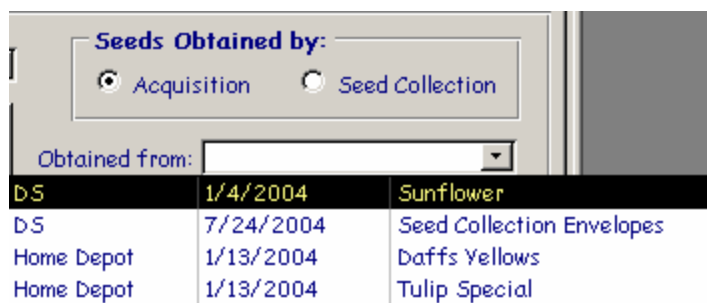 Seeds Obtained by:
Acquisition Seed Collection
Obtained from:
DS 1/4/2004 Sunflower
DS 7/24/2004 Seed Collection Envelopes
Home Depot 1/13/2004 Daffs Yellows
Home Depot 1/13/2004 Tulip Special